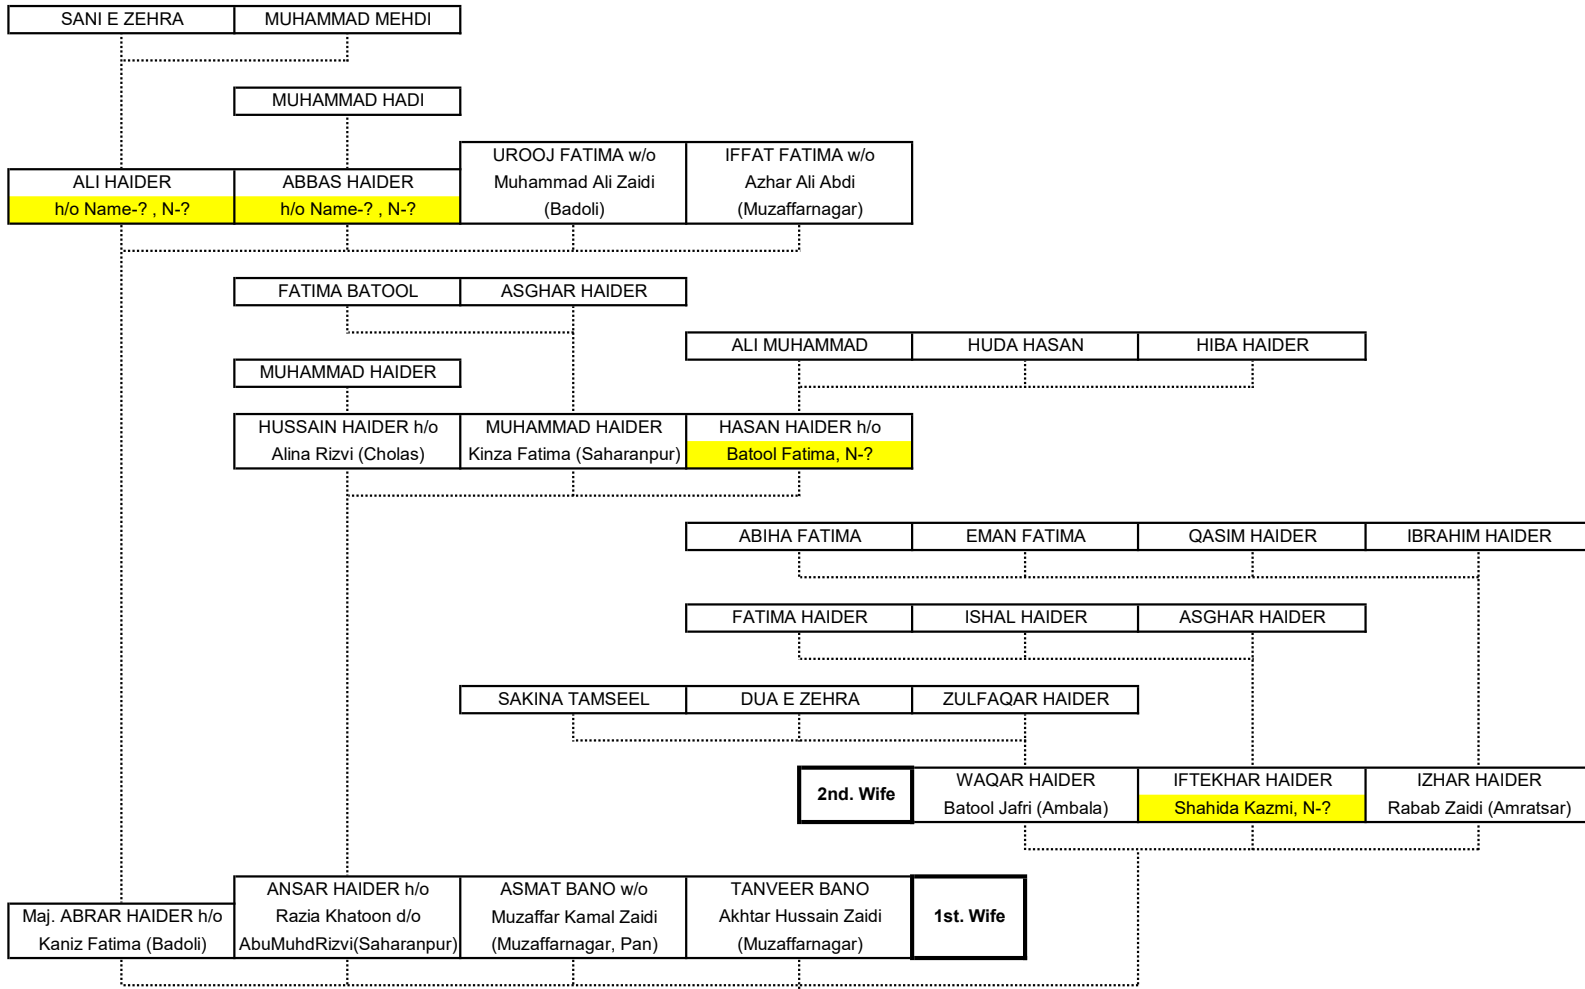 SANI E ZEHRA
MUHAMMAD MEHDI
MUHAMMAD HADI
ALI HAIDER
h/o Name-? , N-?
ABBAS HAIDER
h/o Name-? , N-?
UROOJ FATIMA w/o
Muhammad Ali Zaidi
(Badoli)
IFFAT FATIMA w/o
Azhar Ali Abdi
(Muzaffarnagar)
FATIMA BATOOL
ASGHAR HAIDER
ALI MUHAMMAD
HUDA HASAN
HIBA HAIDER
MUHAMMAD HAIDER
HUSSAIN HAIDER h/o
Alina Rizvi (Cholas)
MUHAMMAD HAIDER
Kinza Fatima (Saharanpur)
HASAN HAIDER h/o
Batool Fatima, N-?
ABIHA FATIMA
EMAN FATIMA
QASIM HAIDER
IBRAHIM HAIDER
FATIMA HAIDER
ISHAL HAIDER
ASGHAR HAIDER
SAKINA TAMSEEL
DUA E ZEHRA
ZULFAQAR HAIDER
2nd. Wife
WAQAR HAIDER
Batool Jafri (Ambala)
IFTEKHAR HAIDER
Shahida Kazmi, N-?
IZHAR HAIDER
Rabab Zaidi (Amratsar)
Maj. ABRAR HAIDER h/o
Kaniz Fatima (Badoli)
ANSAR HAIDER h/o
Razia Khatoon d/o
AbuMuhdRizvi(Saharanpur)
ASMAT BANO w/o
Muzaffar Kamal Zaidi
(Muzaffarnagar, Pan)
TANVEER BANO
Akhtar Hussain Zaidi
(Muzaffarnagar)
1st. Wife